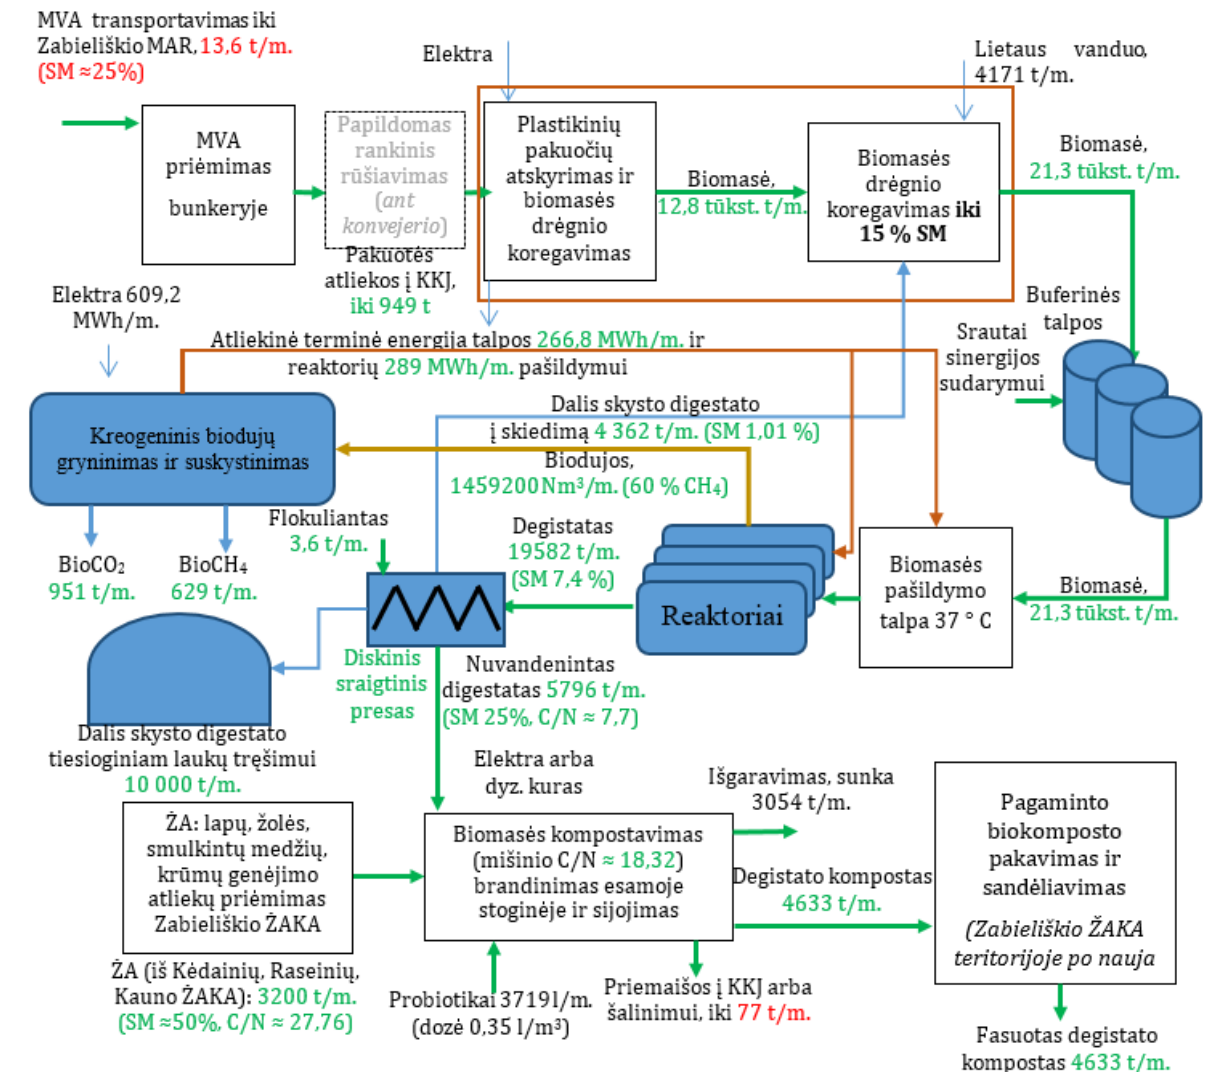 MVA transportavimas iki
Zabieliškio MAR, 13,6 t/m.
(SM ≈25%)
Elektra
Lietaus vanduo,
4171 t/m.
MVA
priėmimas
bunkeryje
Papildomas
rankinis
rūšiavimas
(ant
konvejerio)
Plastikinių
pakuočių
atskyrimas ir
biomasės
drėgnio
koregavimas
Biomasė,
12,8 tūkst. t/m.
Biomasės
drėgnio
koregavimas iki
15 % SM
Biomasė,
21,3 tūkst. t/m.
Pakuotės
atliekos į KKJ,
iki 949 t
Elektra 609,2
MWh/m.
Atliekinė terminė energija talpos 266,8 MWh/m. ir
reaktorių 289 MWh/m. pašildymui
Buferinės
talpos
Srautai
sinergijos
sudarymui
Kreogeninis biodujų
gryninimas ir suskystinimas
Dalis skysto digestato
į skiedimą 4 362 t/m. (SM 1,01 %)
Biodujos,
1459200Nm³/m. (60 % CH₄)
BioCO₂
951 t/m.
BioCH₄
629 t/m.
Flokuliantas
3,6 t/m.
Degistatas
19582 t/m.
(SM 7,4 %)
Reaktoriai
Biomasės
pašildymo
talpa 37 ° C
Biomasė,
21,3 tūkst. t/m.
Diskinis
sraigtinis
presas
Nuvandenintas
digestatas 5796 t/m.
(SM 25%, C/N ≈ 7,7)
Dalis skysto digestato
tiesioginiam laukų tręšimui
10 000 t/m.
Elektra arba
dyz. kuras
Išgaravimas, sunka
3054 t/m.
ŽA: lapų, žolės,
smulkintų medžių,
krūmų genėjimo
atliekų priėmimas
Zabieliškio ŽAKA
Biomasės kompostavimas
(mišinio C/N ≈ 18,32)
brandinimas esamoje
stoginėje ir sijojimas
Degistato kompostas
4633 t/m.
Pagaminto
biokomposto
pakavimas ir
sandėliavimas
(Zabieliškio ŽAKA
teritorijoje po nauja
ŽA (iš Kėdainių, Raseinių,
Kauno ŽAKA): 3200 t/m.
(SM ≈50%, C/N ≈ 27,76)
Probiotikai 3719 l/m.
(dozė 0,35 l/m³)
Priemaišos į KKJ arba
šalinimui, iki 77 t/m.
Fasuotas degistato
kompostas 4633 t/m.